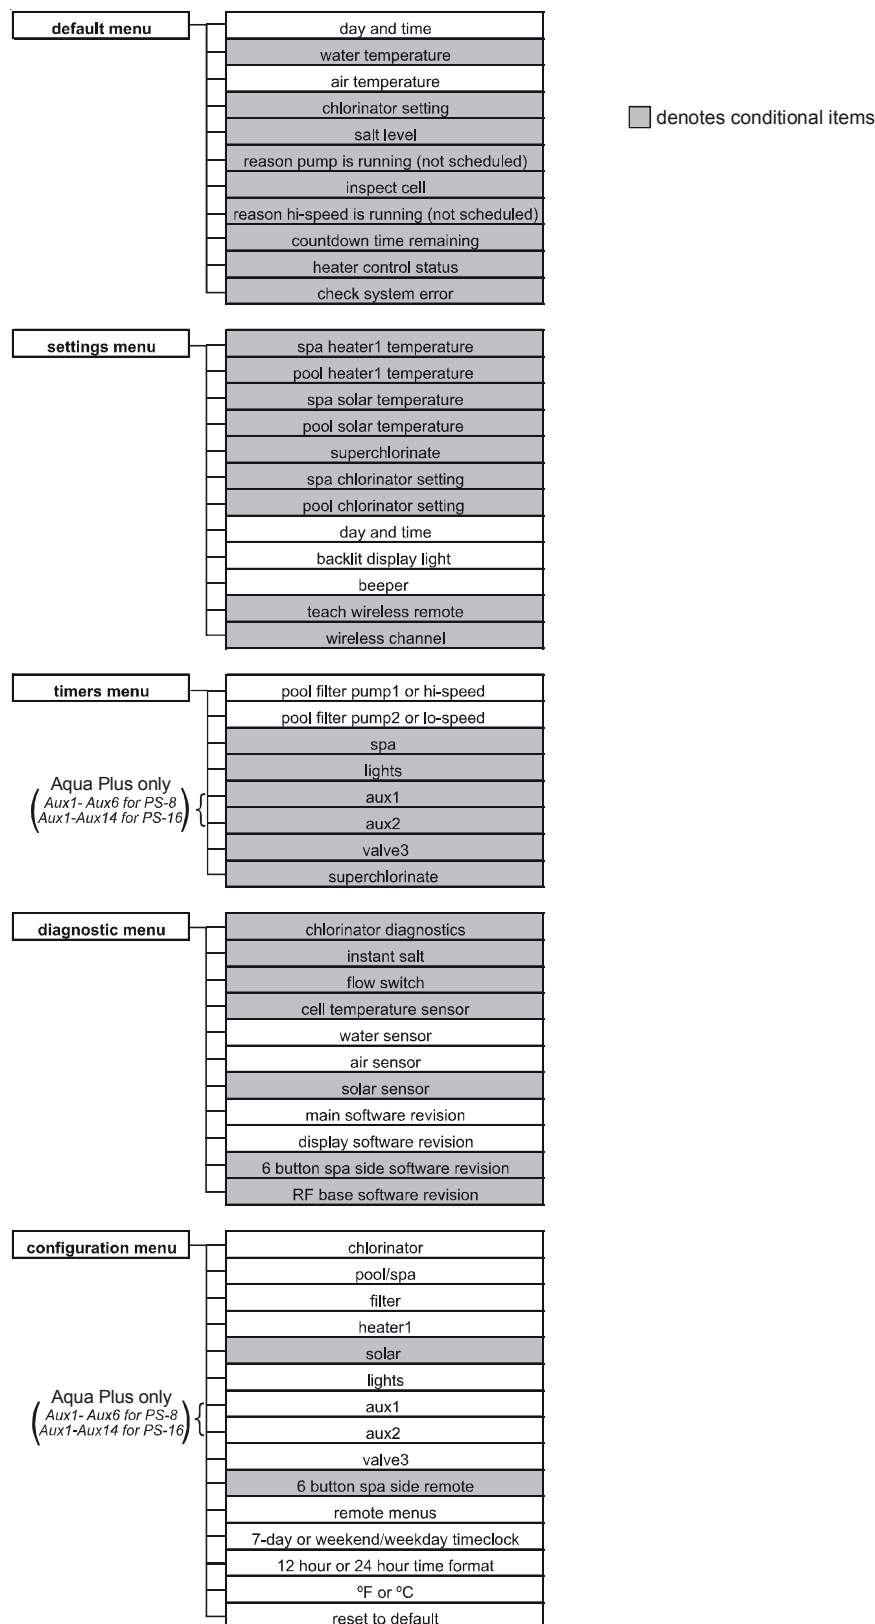 default menu
day and time
water temperature
air temperature
chlorinator setting
salt level
reason pump is running (not scheduled)
inspect cell
reason hi-speed is running (not scheduled)
countdown time remaining
heater control status
check system error
denotes conditional items
settings menu
spa heater1 temperature
pool heater1 temperature
spa solar temperature
pool solar temperature
superchlorinate
spa chlorinator setting
pool chlorinator setting
day and time
backlit display light
beeper
teach wireless remote
wireless channel
timers menu
pool filter pump1 or hi-speed
pool filter pump2 or lo-speed
spa
lights
aux1
aux2
valve3
superchlorinate
Aqua Plus only
Aux1- Aux6 for PS-8
Aux1-Aux14 for PS-16
diagnostic menu
chlorinator diagnostics
instant salt
flow switch
cell temperature sensor
water sensor
air sensor
solar sensor
main software revision
display software revision
6 button spa side software revision
RF base software revision
configuration menu
chlorinator
pool/spa
filter
heater1
solar
lights
aux1
aux2
valve3
6 button spa side remote
remote menus
7-day or weekend/weekday timeclock
12 hour or 24 hour time format
ºF or ºC
reset to default
Aqua Plus only
Aux1- Aux6 for PS-8
Aux1-Aux14 for PS-16